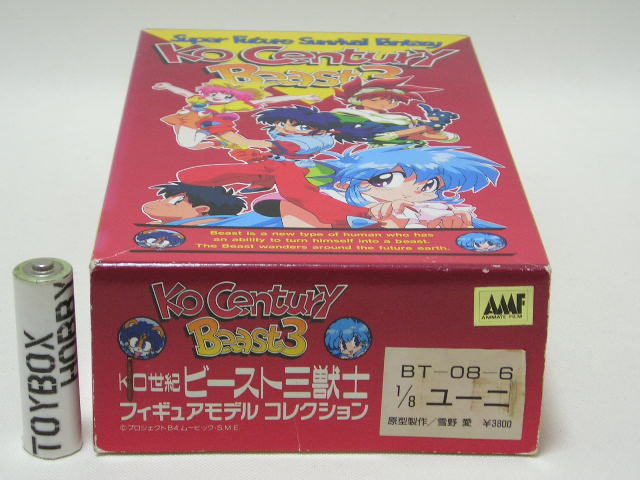 Super Future Survival Fantasy
KO CENTURY
Beast3
Beast is a new type of human who has
an ability to turn himself into a beast.
The Beast wanders around the future earth.
KO CENTURY
Beast3
AMF
ANIMATE FILM
KO世紀 ビースト三獣士
フィギュアモデル コレクション
©プロジェクトB4.ムービック·S.M.E.
BT-08-6
1/8 ユーニ
原型製作/雪野 愛 ¥3800
TOYBOX
HOBBY